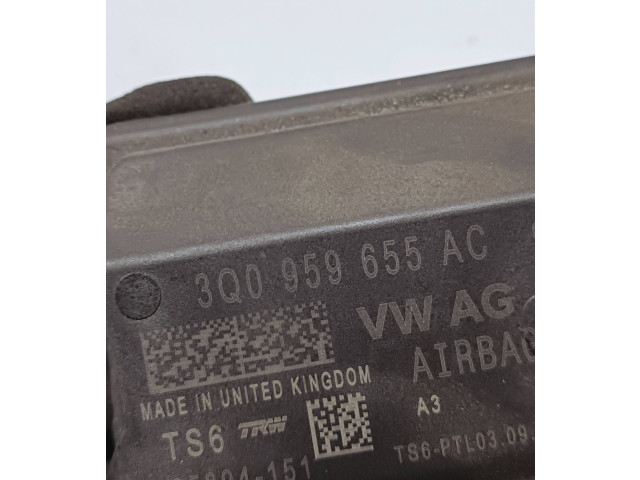 3Q0 959 655 AC
VW AG
AIRBAG
MADE IN UNITED KINGDOM
A3
TS6 TRW
TS6-PTL03.09.